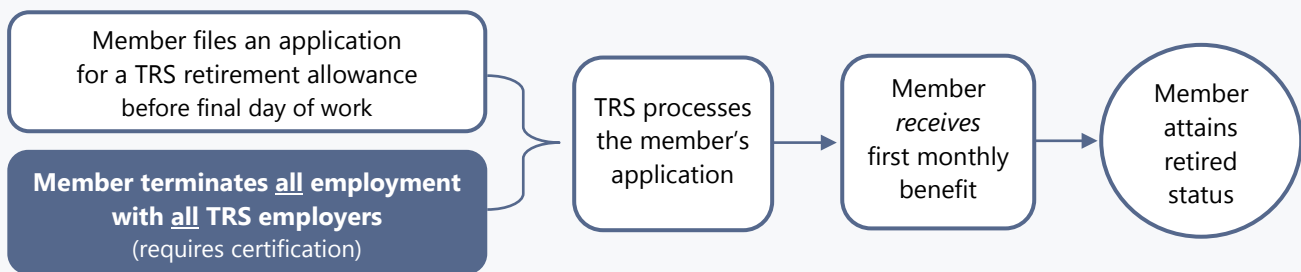 Member files an application
for a TRS retirement allowance
before final day of work
Member terminates all employment
with all TRS employers
(requires certification)
TRS processes
the member's
application
Member
receives
first monthly
benefit
Member
attains
retired
status